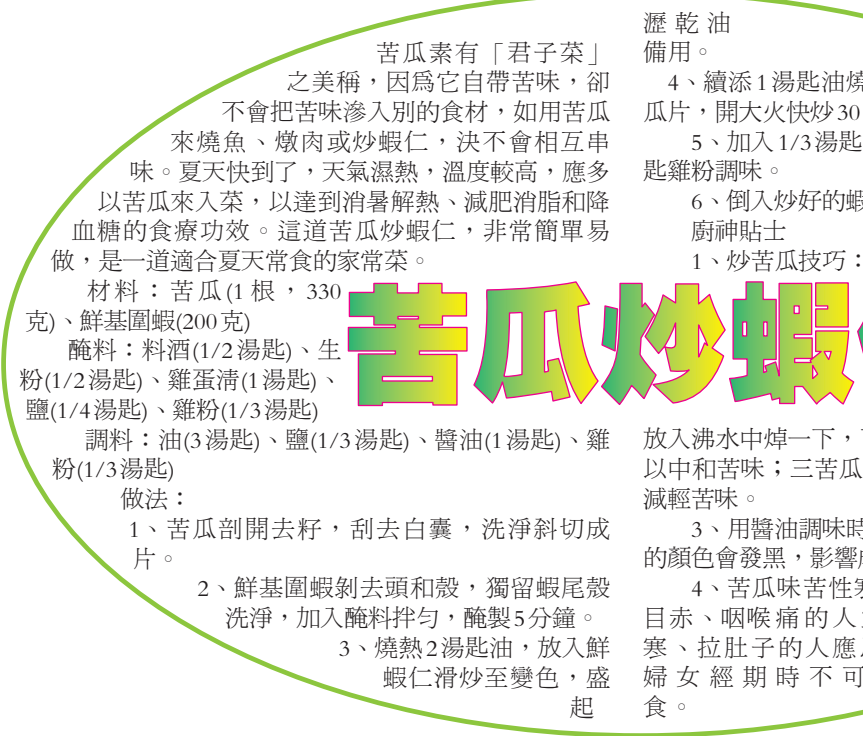 苦瓜素有「君子菜」
之美稱，因爲它自帶苦味，卻
不會把苦味滲入別的食材，如用苦瓜
來燒魚、燉肉或炒蝦仁，決不會相互串
味。夏天快到了，天氣濕熱，溫度較高，應多
以苦瓜來入菜，以達到消暑解熱、減肥消脂和降
血糖的食療功效。這道苦瓜炒蝦仁，非常簡單易
做，是一道適合夏天常食的家常菜。
材料：苦瓜(1根，330
克)、鮮基圍蝦(200克)
醃料：料酒(1/2湯匙)、生
粉(1/2湯匙)、雞蛋淸(1湯匙)、
鹽(1/4湯匙)、雞粉(1/3湯匙)
苦瓜炒蝦
調料：油(3湯匙)、鹽(1/3湯匙)、醬油(1湯匙)、雞
粉(1/3湯匙)
做法：
1、苦瓜剖開去籽，刮去白囊，洗淨斜切成
片。
2、鮮基圍蝦剝去頭和殼，獨留蝦尾殼
洗淨，加入醃料拌勻，醃製5分鐘。
3、燒熱2湯匙油，放入鮮
蝦仁滑炒至變色，盛
起
瀝乾油
備用。
4、續添1湯匙油燒
瓜片，開大火快炒30
5、加入1/3湯匙
匙雞粉調味。
6、倒入炒好的蝦
廚神貼士
1、炒苦瓜技巧：
放入沸水中焯一下，
以中和苦味；三苦瓜
減輕苦味。
3、用醬油調味時
的顏色會發黑，影響
4、苦瓜味苦性寒
目赤、咽喉痛的人
寒、拉肚子的人應
婦女經期時不可
食。